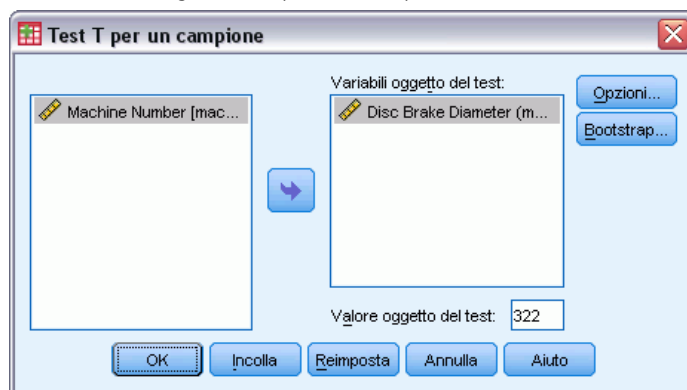 Test T per un campione
Variabili oggetto del test:
Machine Number [mac...
Disc Brake Diameter (m...
Opzioni...
Bootstrap...
Valore oggetto del test: 322
OK Incolla Reimposta Annulla Aiuto